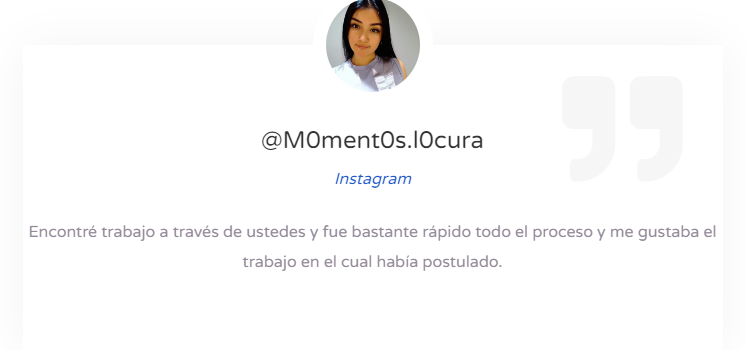 @M0ment0s.l0cura
Instagram
Encontré trabajo a través de ustedes y fue bastante rápido todo el proceso y me gustaba el
trabajo en el cual había postulado.